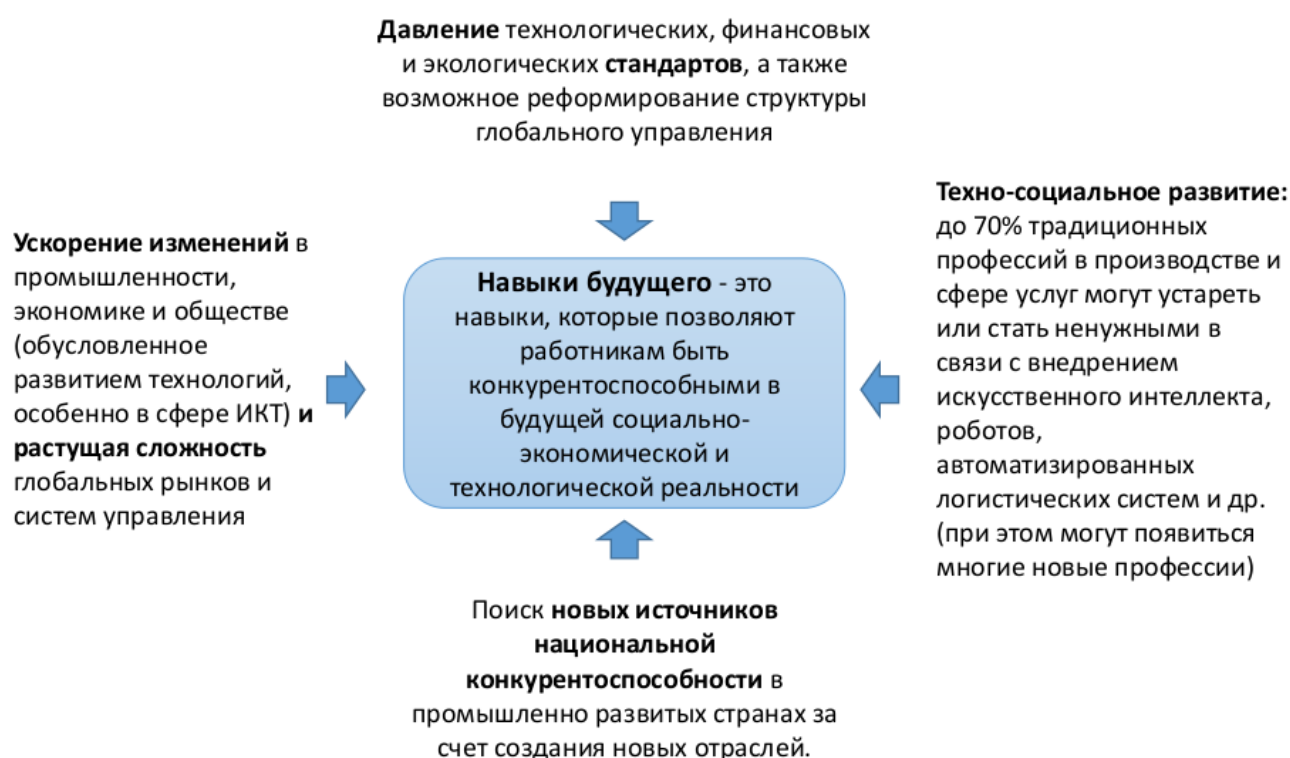 Давление технологических, финансовых
и экологических стандартов, а также
возможное реформирование структуры
глобального управления
Ускорение изменений в
промышленности,
экономике и обществе
(обусловленное
развитием технологий,
особенно в сфере ИКТ) и
растущая сложность
глобальных рынков и
систем управления
Навыки будущего - это
навыки, которые позволяют
работникам быть
конкурентоспособными в
будущей социально-
экономической и
технологической реальности
Техно-социальное развитие:
до 70% традиционных
профессий в производстве и
сфере услуг могут устареть
или стать ненужными в
связи с внедрением
искусственного интеллекта,
роботов,
автоматизированных
логистических систем и др.
(при этом могут появиться
многие новые профессии)
Поиск новых источников
национальной
конкурентоспособности в
промышленно развитых странах за
счет создания новых отраслей.